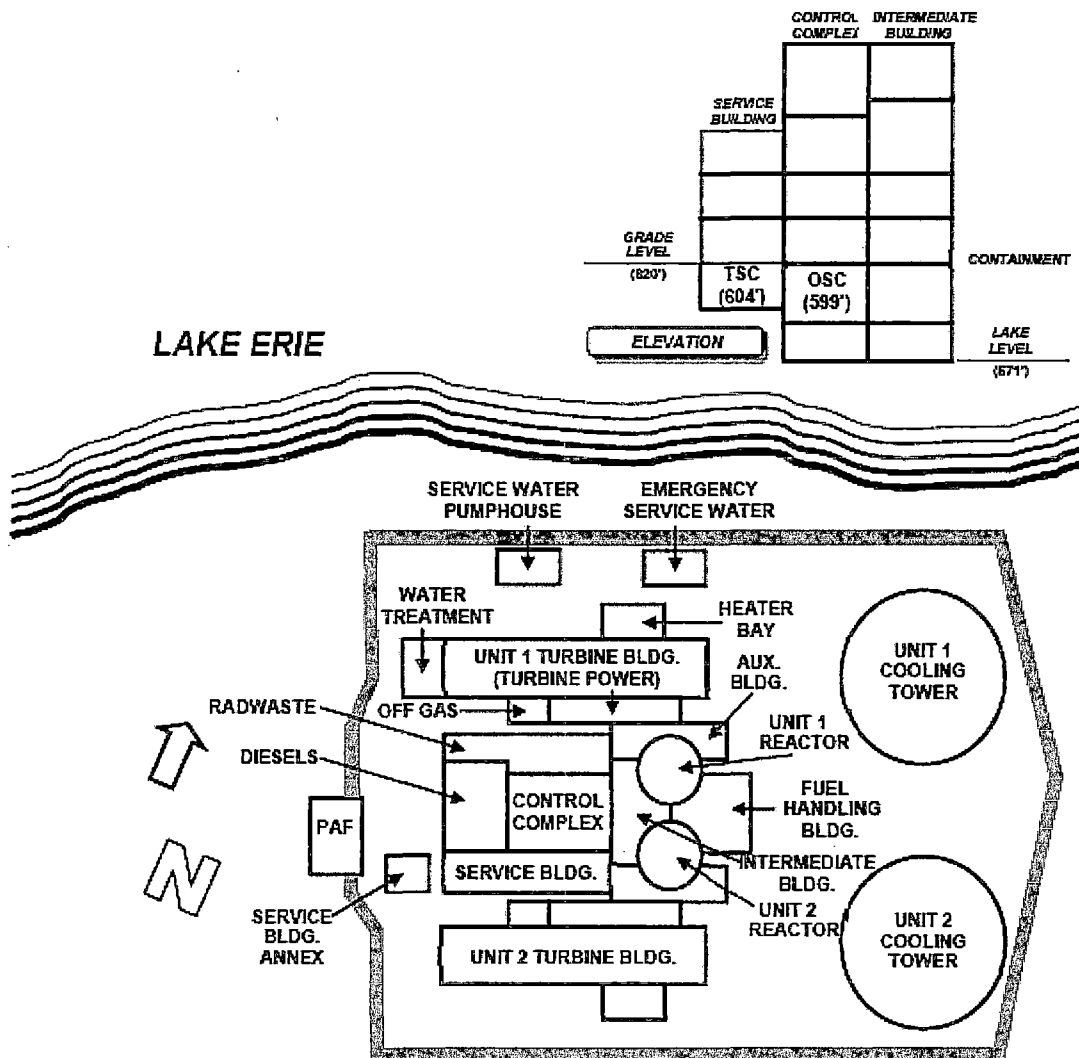 CONTROL INTERMEDIATE
COMPLEX BUILDING
SERVICE
BUILDING
GRADE
LEVEL
(620')
TSC
(604')
OSC
(599')
CONTAINMENT
ELEVATION
LAKE
LEVEL
(571')
LAKE ERIE
SERVICE WATER
PUMPHOUSE
EMERGENCY
SERVICE WATER
WATER
TREATMENT
HEATER
BAY
UNIT 1 TURBINE BLDG.
(TURBINE POWER)
AUX.
BLDG.
UNIT 1
COOLING
TOWER
RADWASTE
OFF GAS
UNIT 1
REACTOR
DIESELS
CONTROL
COMPLEX
FUEL
HANDLING
BLDG.
PAF
N
SERVICE BLDG.
INTERMEDIATE
BLDG.
SERVICE
BLDG.
ANNEX
UNIT 2
REACTOR
UNIT 2
COOLING
TOWER
UNIT 2 TURBINE BLDG.